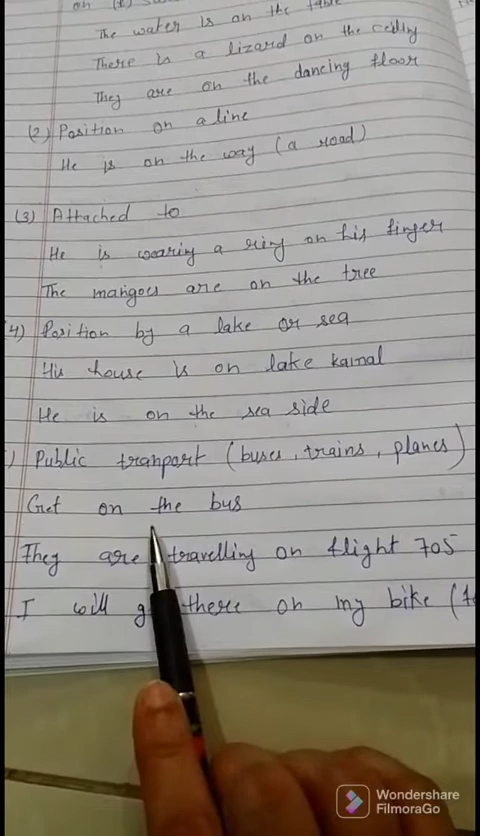 on (1) su
The water is on the table
There is a lizard on the ceiling
They are on the dancing floor
(2) Position on a line
He is on the way (a road)
(3) Attached to
He is wearing a ring on his finger
The mangoes are on the tree
4) Position by a lake or sea
His house is on lake kamal
He is on the sea side
) Public tranport (buses, trains, planes)
Get on the bus
They are travelling on flight 705
I will g there on my bike (
Wondershare
FilmoraGo